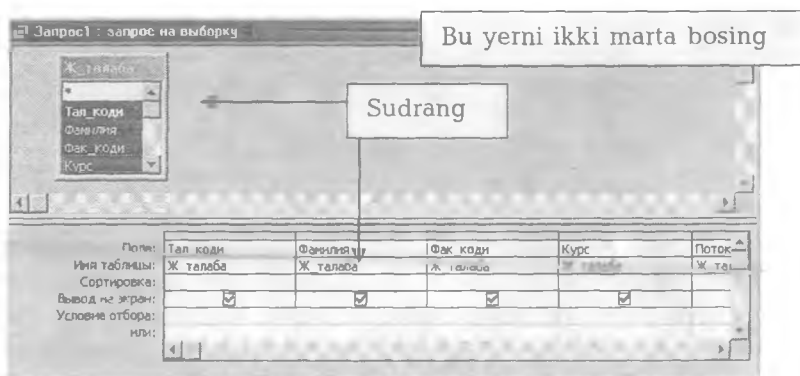 Запрос1 : запрос на выборку
Bu yerni ikki marta bosing
Ж_талаба
*
Тал_коди
Фамилия
Фак_коди
Курс
Sudrang
Поле: Тал_коди Фамилия Фак_коди Курс Поток
Имя таблицы: Ж_талаба Ж_талаба Ж_талаба Ж_талаба Ж_та
Сортировка:
Вывод на экран:
Условие отбора:
или: